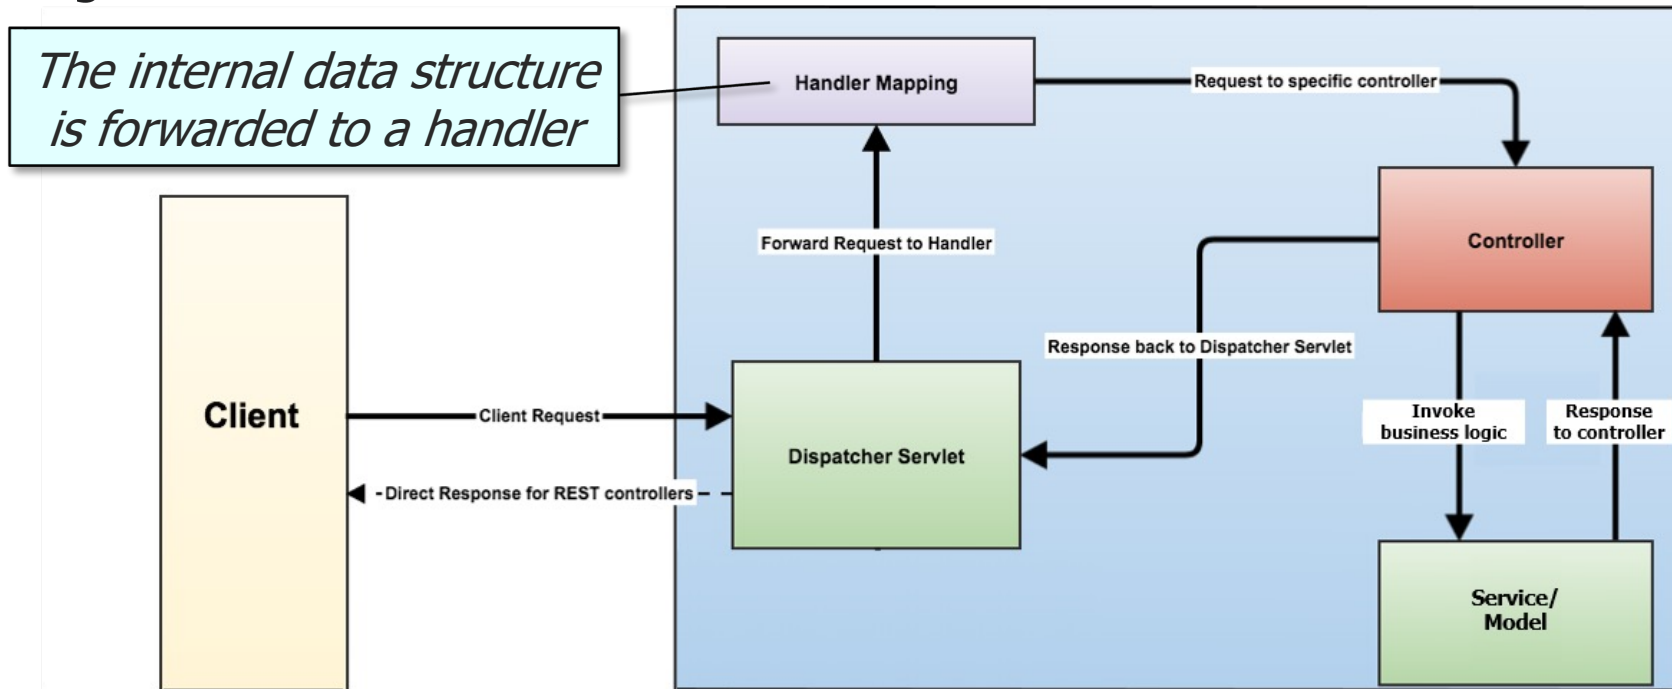 The internal data structure
is forwarded to a handler
Handler Mapping
Request to specific controller
Forward Request to Handler
Controller
Response back to Dispatcher Servlet
Client
Client Request
Dispatcher Servlet
Invoke
business logic
Response
to controller
Direct Response for REST controllers
Service/
Model